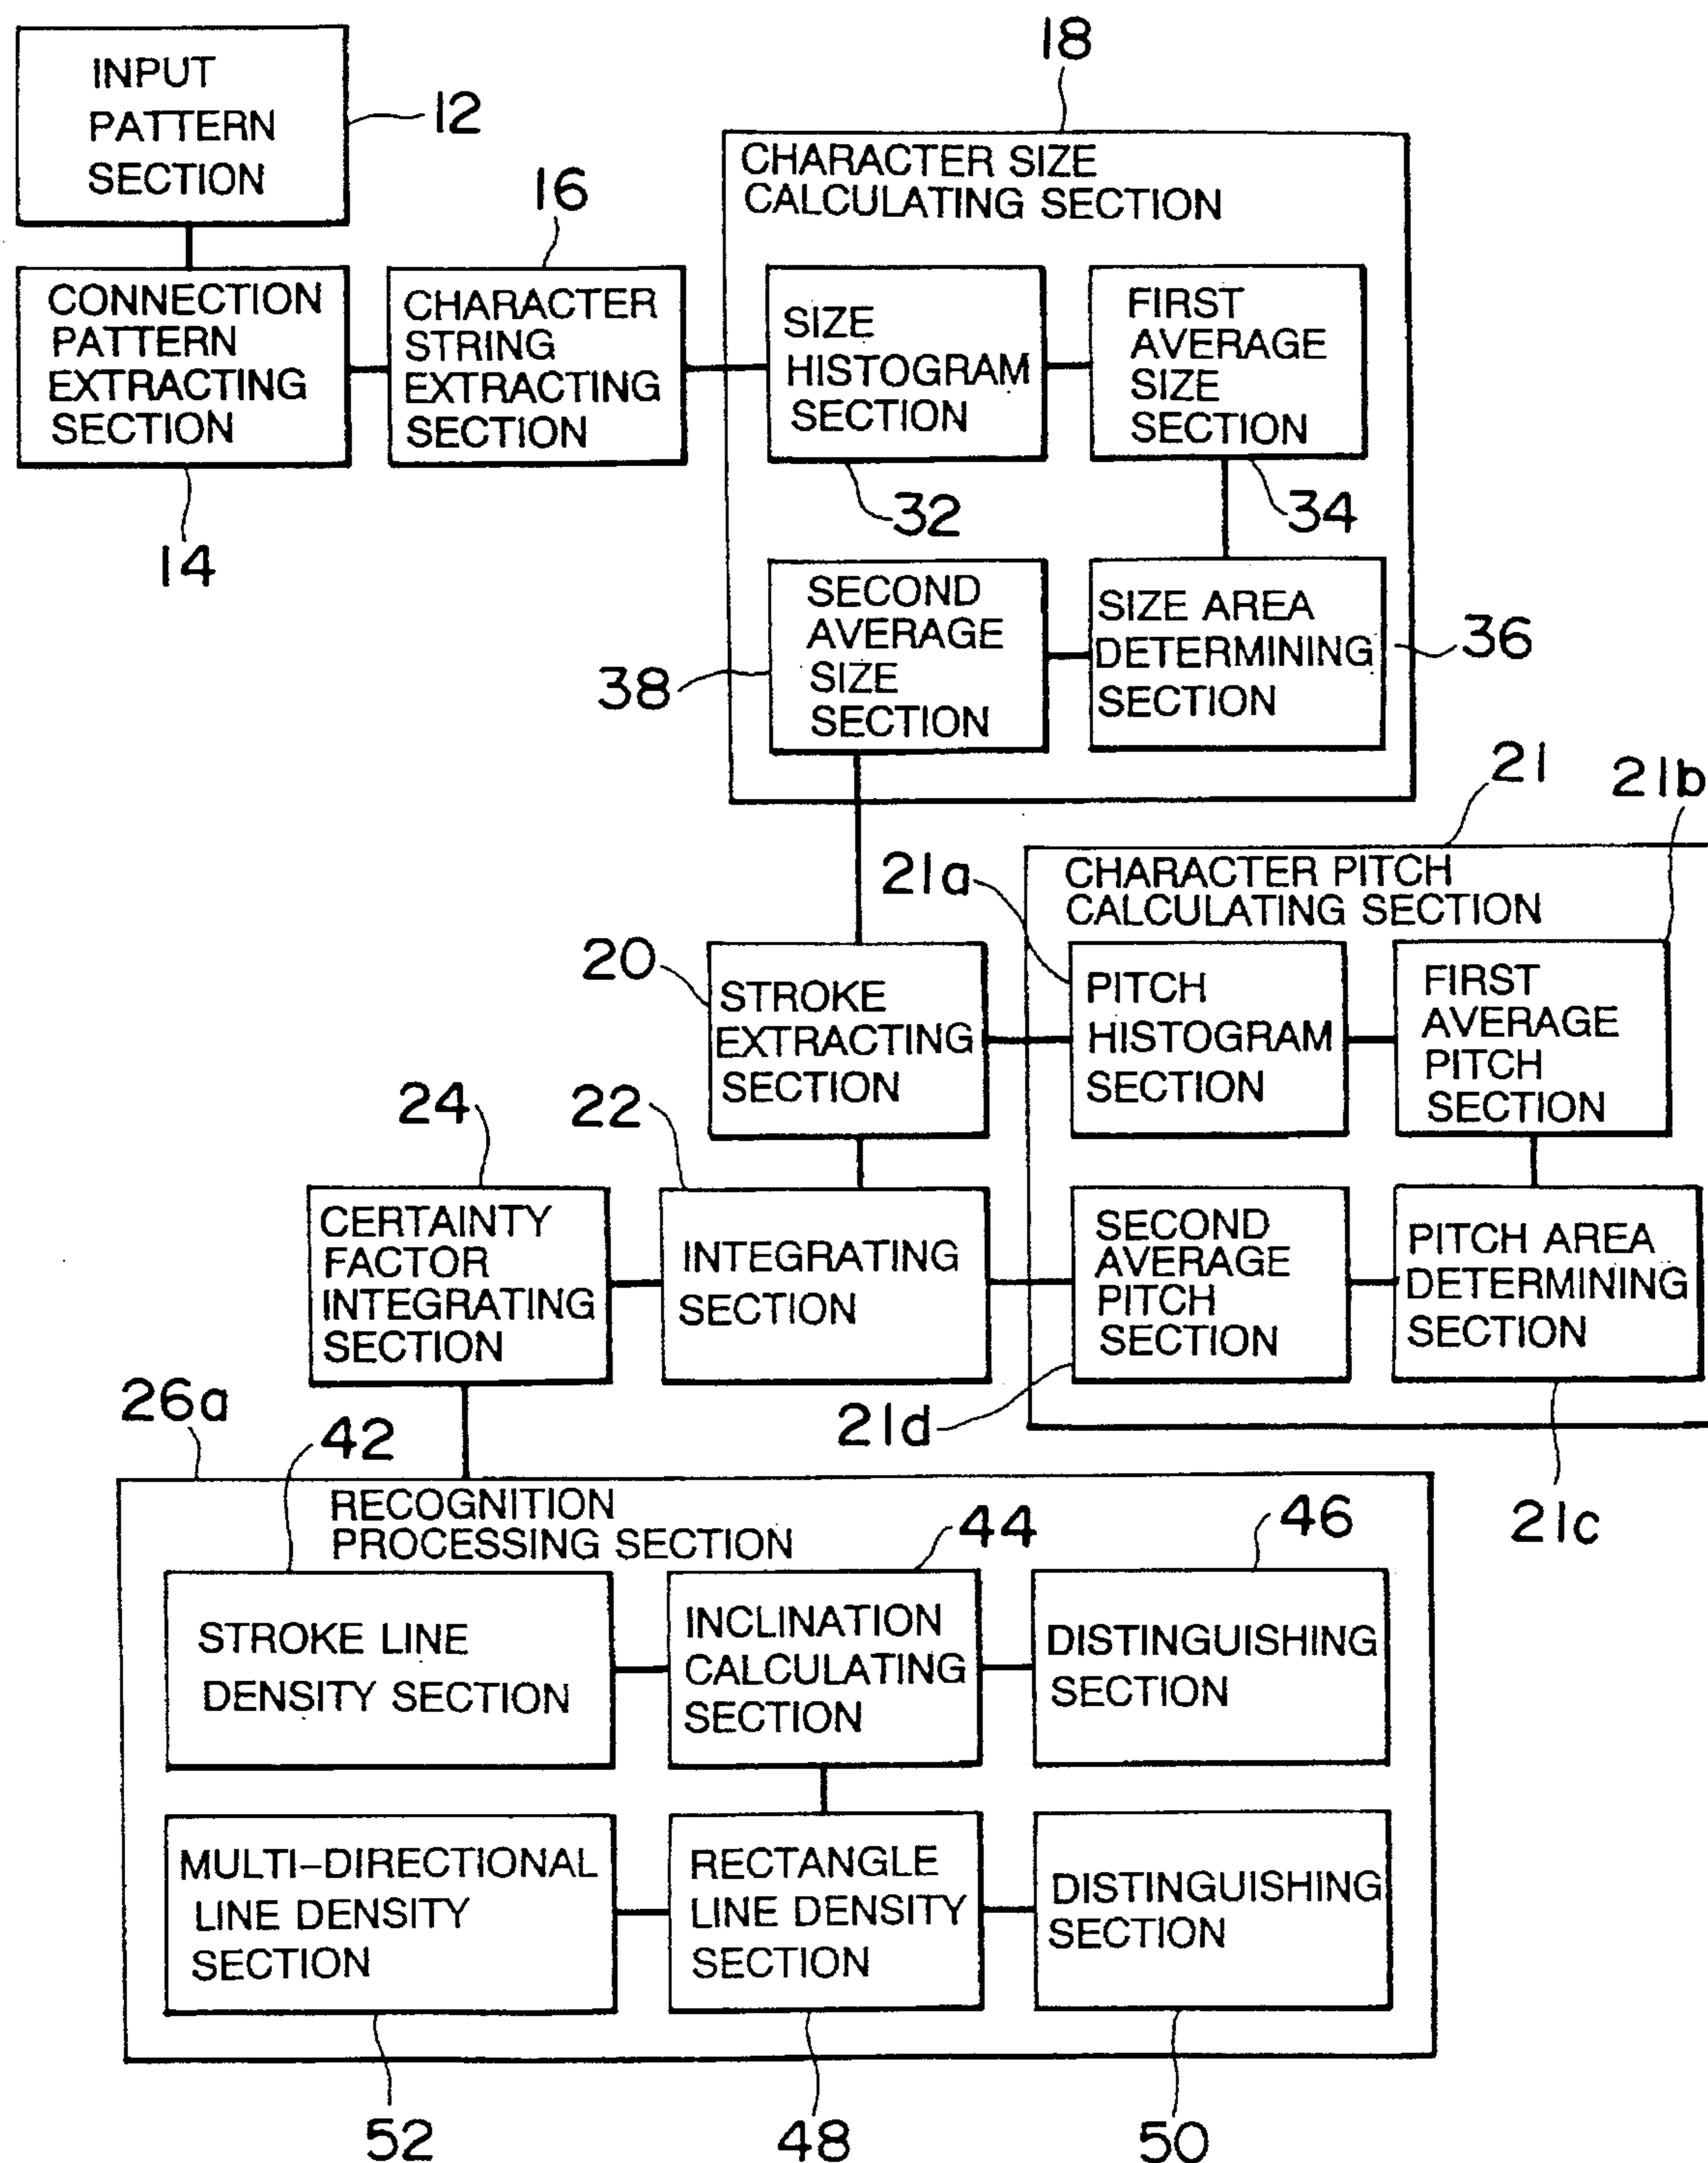 INPUT
PATTERN
SECTION
12
CONNECTION
PATTERN
EXTRACTING
SECTION
14
16
CHARACTER
STRING
EXTRACTING
SECTION
18
CHARACTER SIZE
CALCULATING SECTION
SIZE
HISTOGRAM
SECTION
32
FIRST
AVERAGE
SIZE
SECTION
34
SECOND
AVERAGE
SIZE
SECTION
38
SIZE AREA
DETERMINING
SECTION
36
21
21b
21a
CHARACTER PITCH
CALCULATING SECTION
20
STROKE
EXTRACTING
SECTION
PITCH
HISTOGRAM
SECTION
FIRST
AVERAGE
PITCH
SECTION
24
22
CERTAINTY
FACTOR
INTEGRATING
SECTION
INTEGRATING
SECTION
SECOND
AVERAGE
PITCH
SECTION
PITCH AREA
DETERMINING
SECTION
21d
21c
26a
42
RECOGNITION
PROCESSING SECTION
44
46
STROKE LINE
DENSITY SECTION
INCLINATION
CALCULATING
SECTION
DISTINGUISHING
SECTION
MULTI-DIRECTIONAL
LINE DENSITY
SECTION
RECTANGLE
LINE DENSITY
SECTION
DISTINGUISHING
SECTION
52
48
50